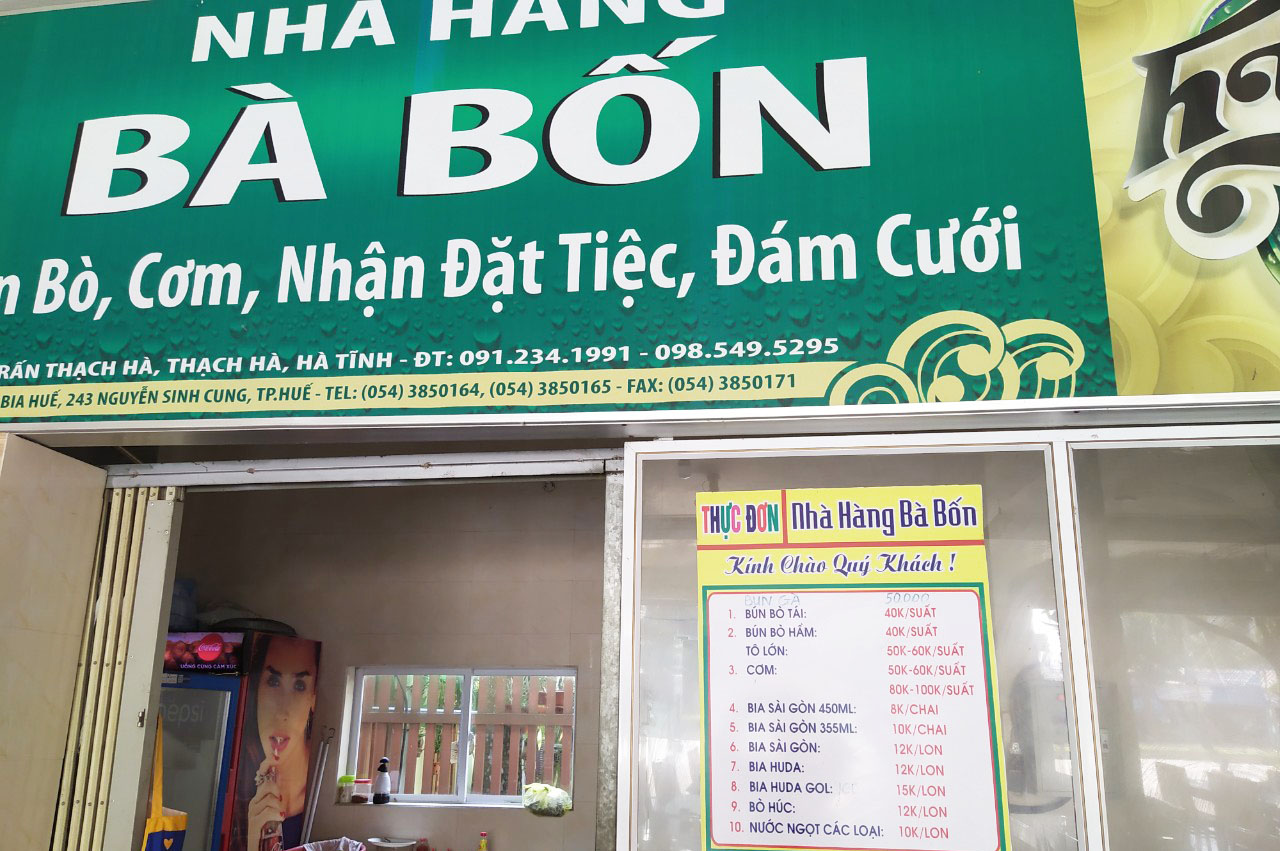 NHÀ HÀNG
BÀ BỐN
n Bò, Cơm, Nhận Đặt Tiệc, Đám Cưới
RẤN THẠCH HÀ, THẠCH HÀ, HÀ TĨNH - ĐT: 091.234.1991 - 098.549.5295
BIA HUẾ, 243 NGUYỄN SINH CUNG, TP.HUẾ - TEL: (054) 3850164, (054) 3850165 - FAX: (054) 3850171
THỰC ĐƠN Nhà Hàng Bà Bốn
Kính Chào Quý Khách !
BUN GÀ 50000
1. BÚN BÒ TÁI: 40K/SUẤT
2. BÚN BÒ HẦM: 40K/SUẤT
TÔ LỚN: 50K-60K/SUẤT
3. CƠM: 50K-60K/SUẤT
80K-100K/SUẤT
4. BIA SÀI GÒN 450ML: 8K/CHAI
5. BIA SÀI GÒN 355ML: 10K/CHAI
6. BIA SÀI GÒN: 12K/LON
7. BIA HUDA: 12K/LON
8. BIA HUDA GOL: 15K/LON
9. BÒ HÚC: 12K/LON
10. NƯỚC NGỌT CÁC LOẠI: 10K/LON
UỐNG CÙNG CẢM XÚC
pepsi